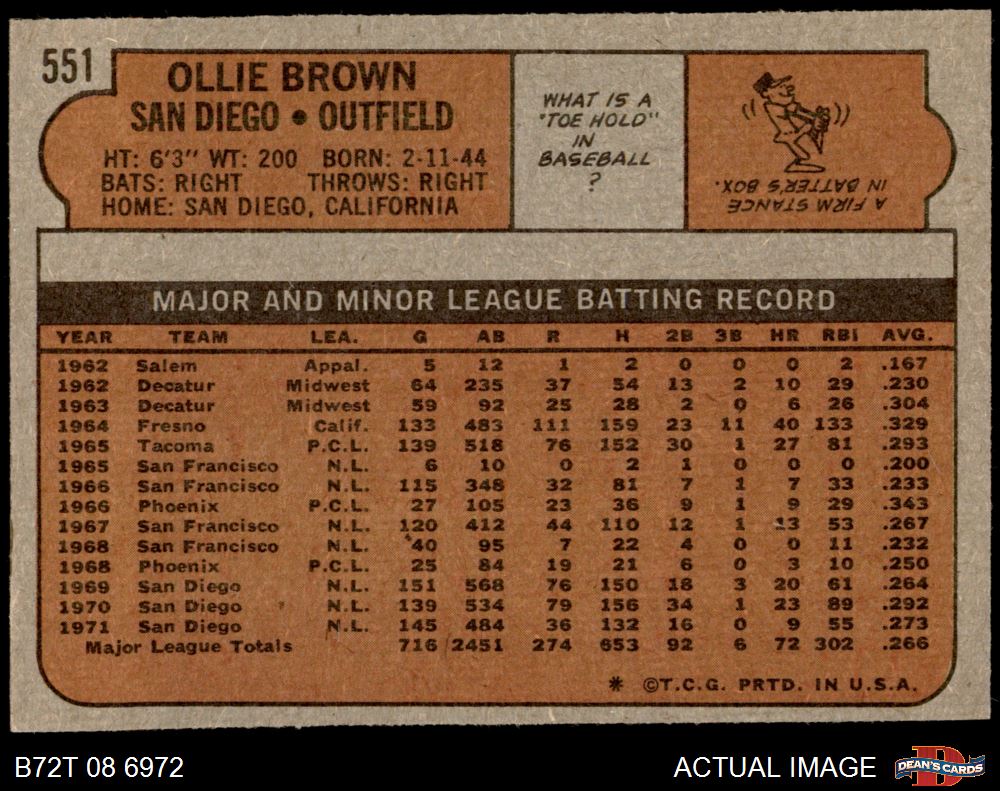 551
OLLIE BROWN
SAN DIEGO • OUTFIELD
HT: 6'3" WT: 200 BORN: 2-11-44
BATS: RIGHT THROWS: RIGHT
HOME: SAN DIEGO, CALIFORNIA
WHAT IS A
"TOE HOLD"
IN
BASEBALL
?
A FIRM STANCE
IN BATTER'S BOX.
MAJOR AND MINOR LEAGUE BATTING RECORD
YEAR TEAM LEA. G AB R H 2B 3B HR RBI AVG.
1962 Salem Appal. 5 12 1 2 0 0 0 2 .167
1962 Decatur Midwest 64 235 37 54 13 2 10 29 .230
1963 Decatur Midwest 59 92 25 28 2 0 6 26 .304
1964 Fresno Calif. 133 483 111 159 23 11 40 133 .329
1965 Tacoma P.C.L. 139 518 76 152 30 1 27 81 .293
1965 San Francisco N.L. 6 10 0 2 1 0 0 0 .200
1966 San Francisco N.L. 115 348 32 81 7 1 7 33 .233
1966 Phoenix P.C.L. 27 105 23 36 9 1 9 29 .343
1967 San Francisco N.L. 120 412 44 110 12 1 13 53 .267
1968 San Francisco N.L. 40 95 7 22 4 0 0 11 .232
1968 Phoenix P.C.L. 25 84 19 21 6 0 3 10 .250
1969 San Diego N.L. 151 568 76 150 18 3 20 61 .264
1970 San Diego N.L. 139 534 79 156 34 1 23 89 .292
1971 San Diego N.L. 145 484 36 132 16 0 9 55 .273
Major League Totals 716 2451 274 653 92 6 72 302 .266
* ©T.C.G. PRTD. IN U.S.A.
B72T 08 6972
ACTUAL IMAGE
DEAN'S CARDS